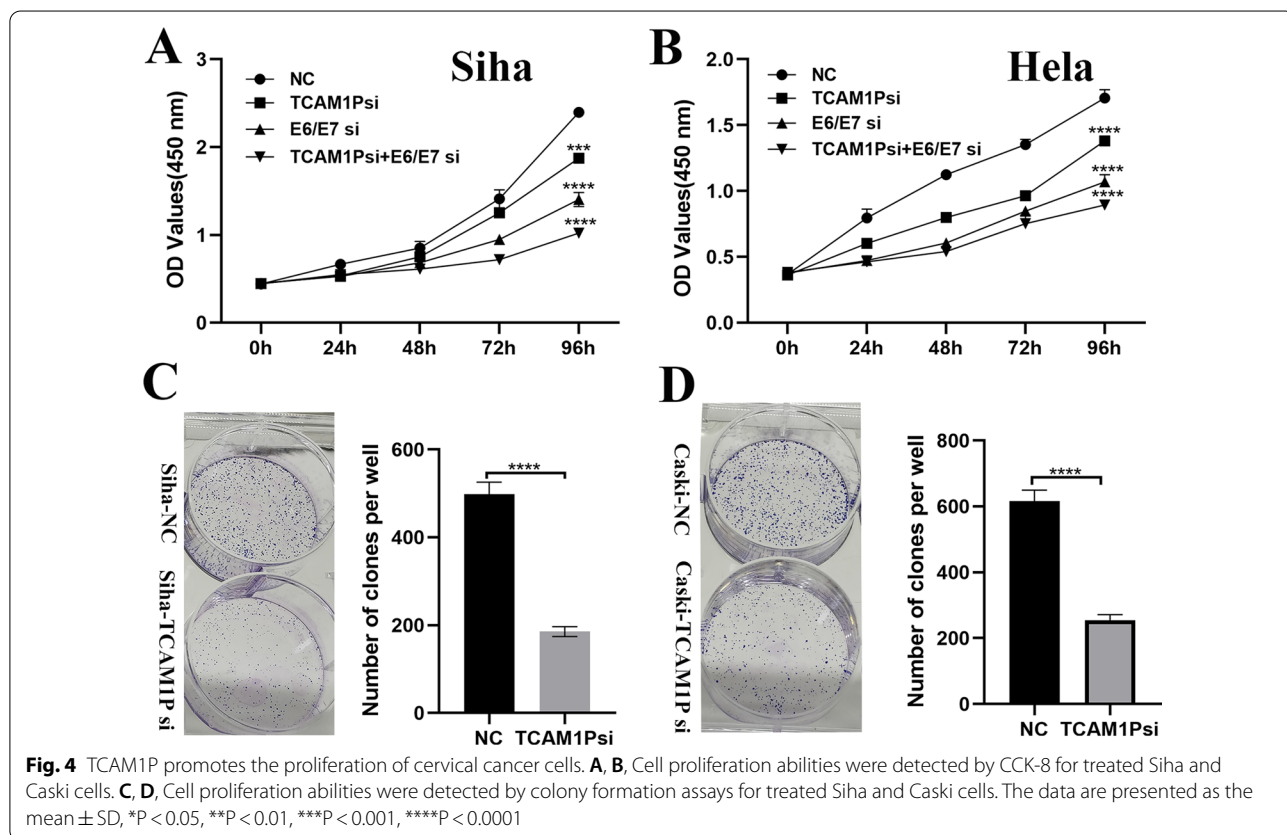 A
Siha
NC
TCAM1Psi
E6/E7 si
TCAM1Psi+E6/E7 si
OD Values(450 nm)
3
2
1
0
***
****
****
0h 24h 48h 72h 96h
B
Hela
NC
TCAM1Psi
E6/E7 si
TCAM1Psi+E6/E7 si
OD Values(450 nm)
2.0
1.5
1.0
0.5
0.0
****
****
****
0h 24h 48h 72h 96h
C
Siha-NC
Siha-TCAM1P si
Number of clones per well
600
400
200
0
****
NC TCAM1Psi
D
Caski-NC
Caski-TCAM1P si
Number of clones per well
800
600
400
200
0
****
NC TCAM1Psi
Fig. 4 TCAM1P promotes the proliferation of cervical cancer cells. A, B, Cell proliferation abilities were detected by CCK-8 for treated Siha and
Caski cells. C, D, Cell proliferation abilities were detected by colony formation assays for treated Siha and Caski cells. The data are presented as the
mean ± SD, *P < 0.05, **P < 0.01, ***P < 0.001, ****P < 0.0001